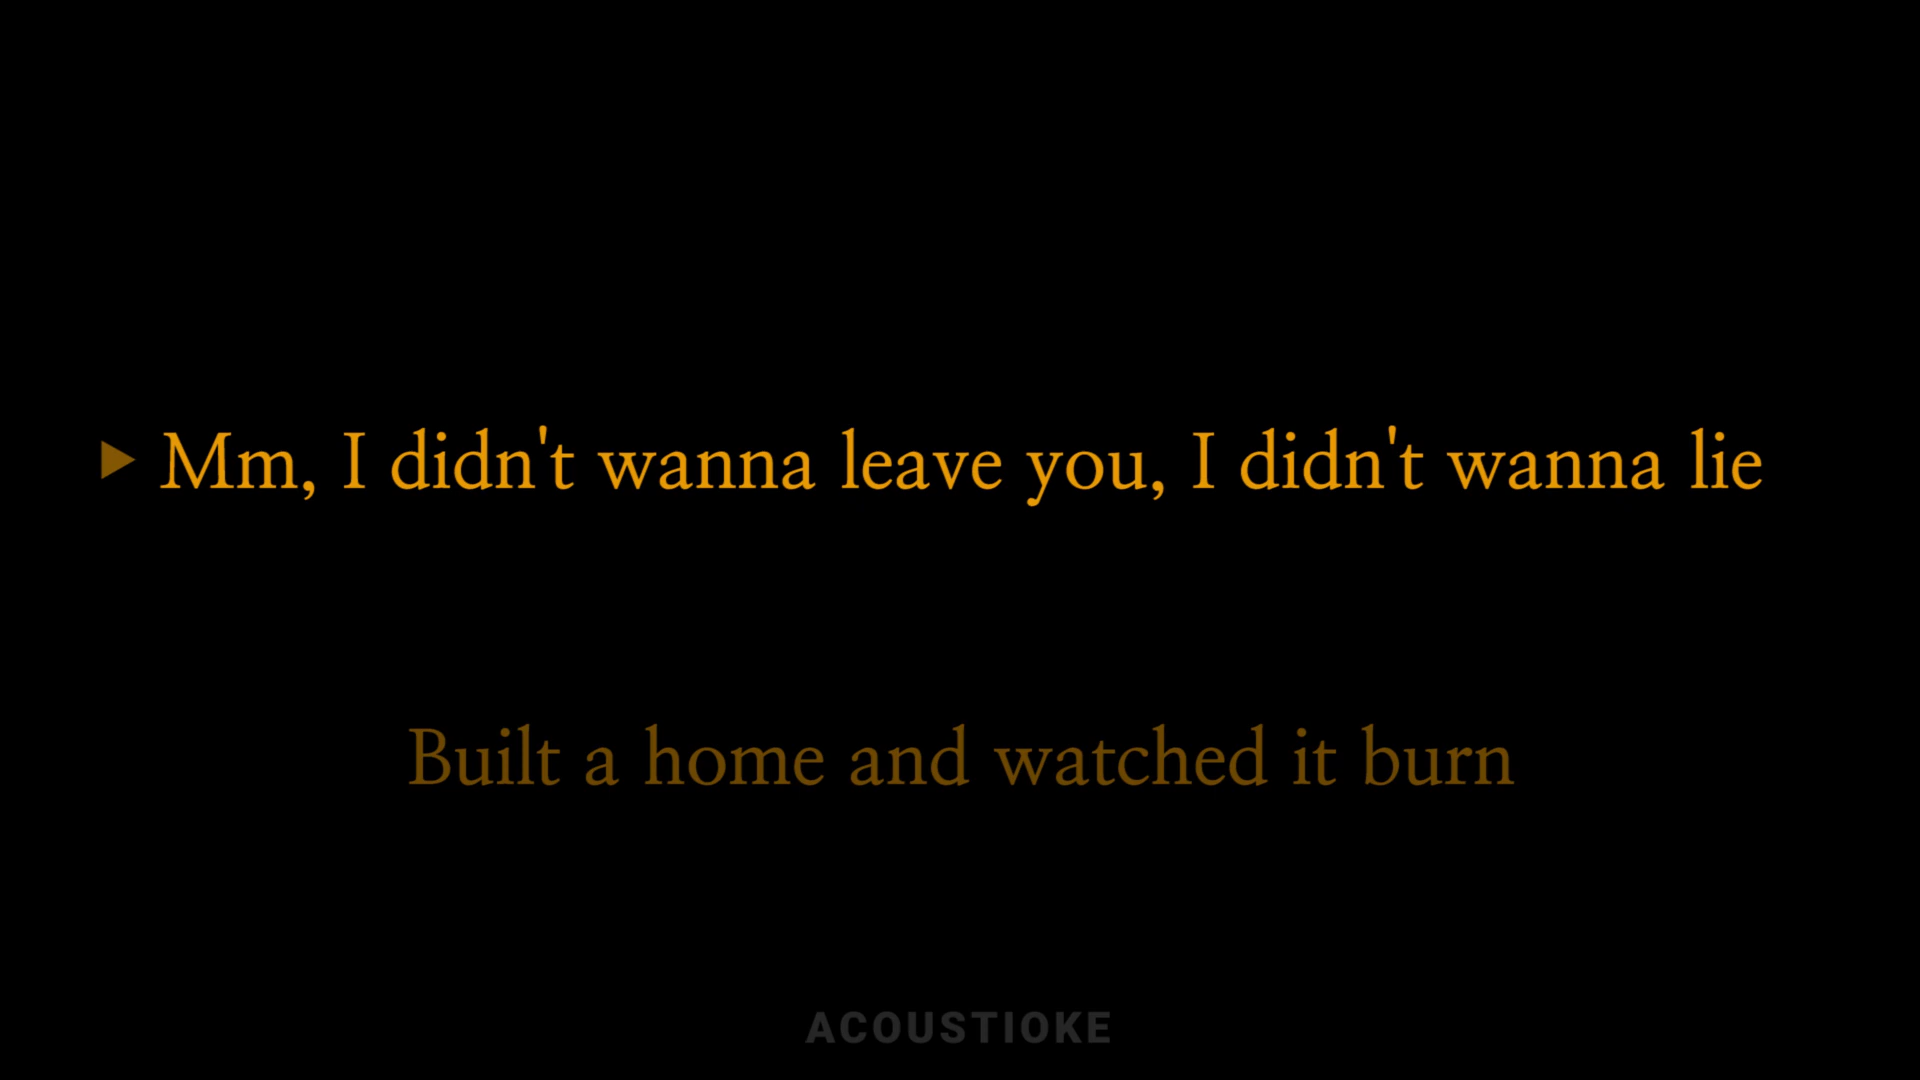 Mm, I didn't wanna leave you, I didn't wanna lie
Built a home and watched it burn
ACOUSTIOKE